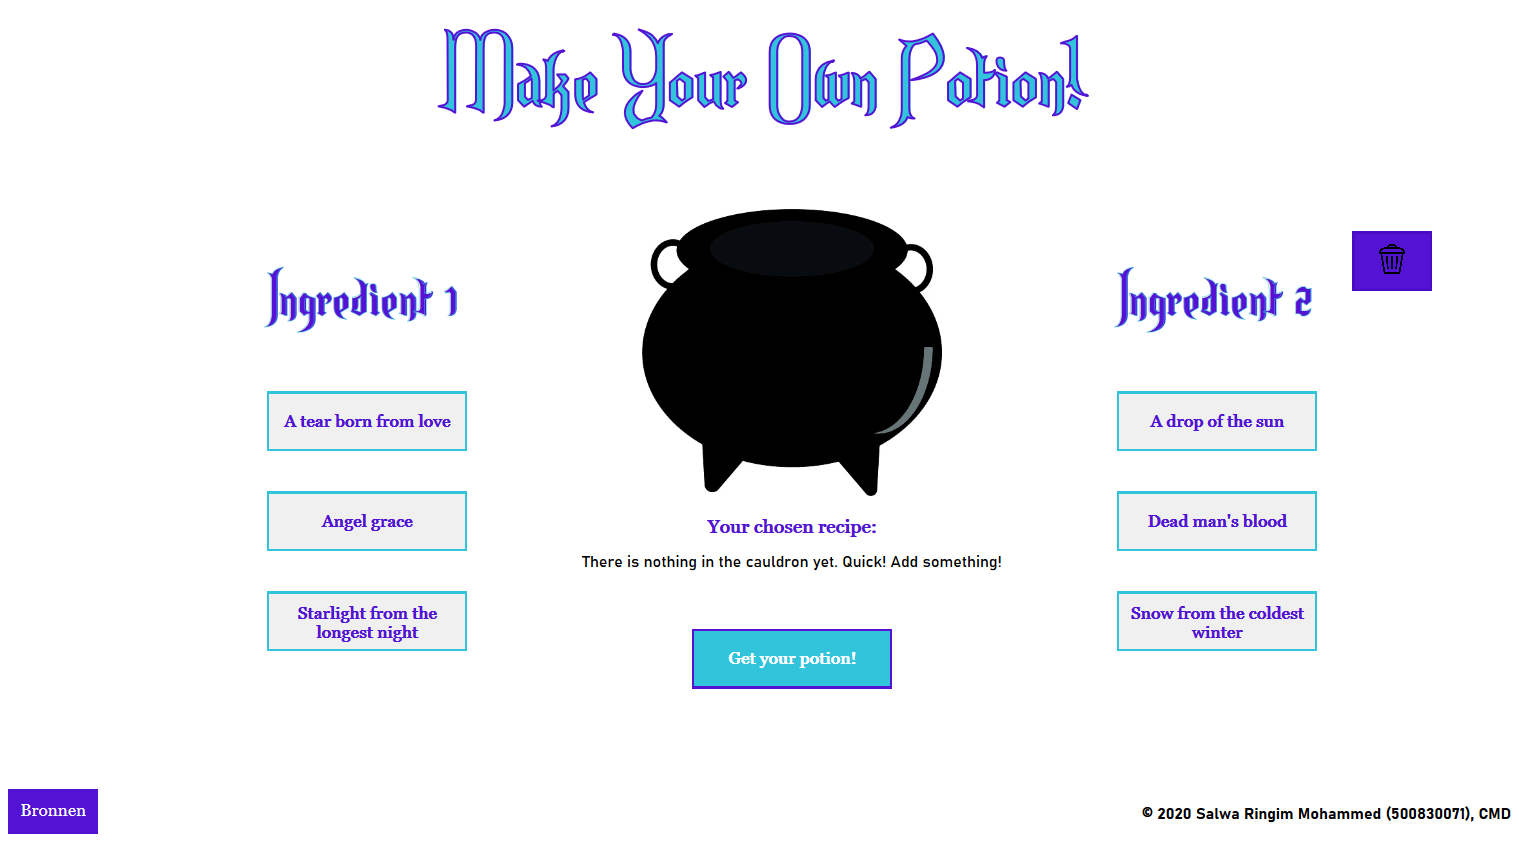 Make Your Own Potion!
Ingredient 1
A tear born from love
Angel grace
Starlight from the
longest night
Your chosen recipe:
There is nothing in the cauldron yet. Quick! Add something!
Get your potion!
Ingredient 2
A drop of the sun
Dead man's blood
Snow from the coldest
winter
Bronnen
© 2020 Salwa Ringim Mohammed (500830071), CMD